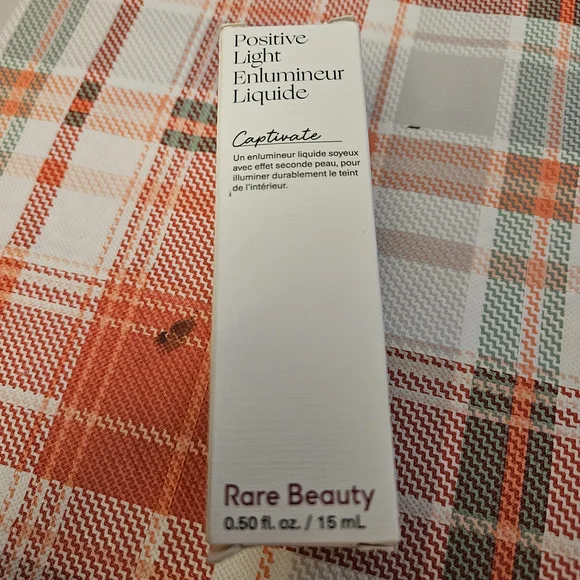 Positive
Light
Enlumineur
Liquide
Captivate
Un enlumineur liquide soyeux
avec effet seconde peau, pour
illuminer durablement le teint
de l'intérieur.
Rare Beauty
0.50 fl. oz. / 15 mL